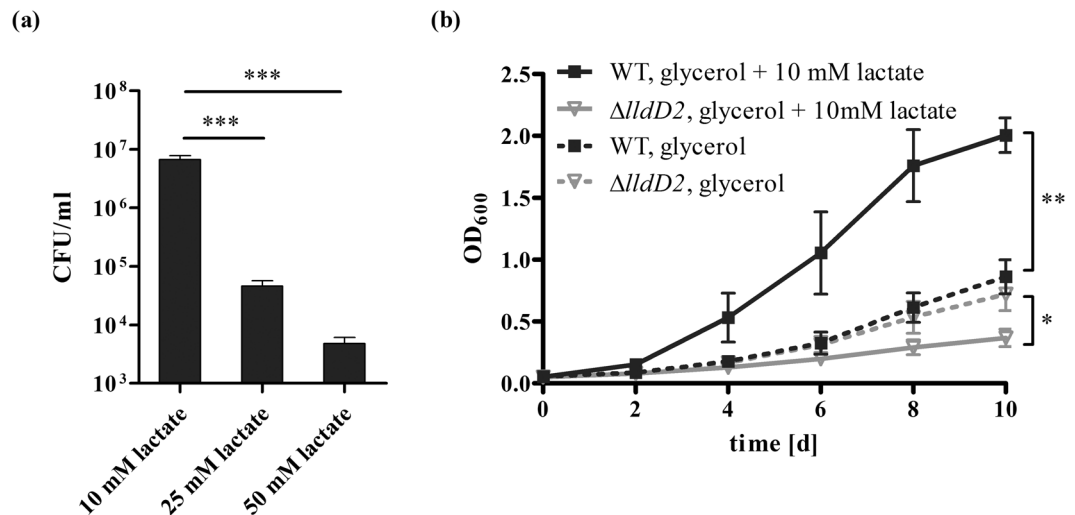 (a)
CFU/ml
10⁸
10⁷
10⁶
10⁵
10⁴
10³
***
***
10 mM lactate
25 mM lactate
50 mM lactate
(b)
WT, glycerol + 10 mM lactate
ΔlldD2, glycerol + 10mM lactate
WT, glycerol
ΔlldD2, glycerol
OD₆₀₀
2.5
2.0
1.5
1.0
0.5
0.0
0 2 4 6 8 10
time [d]
**
*